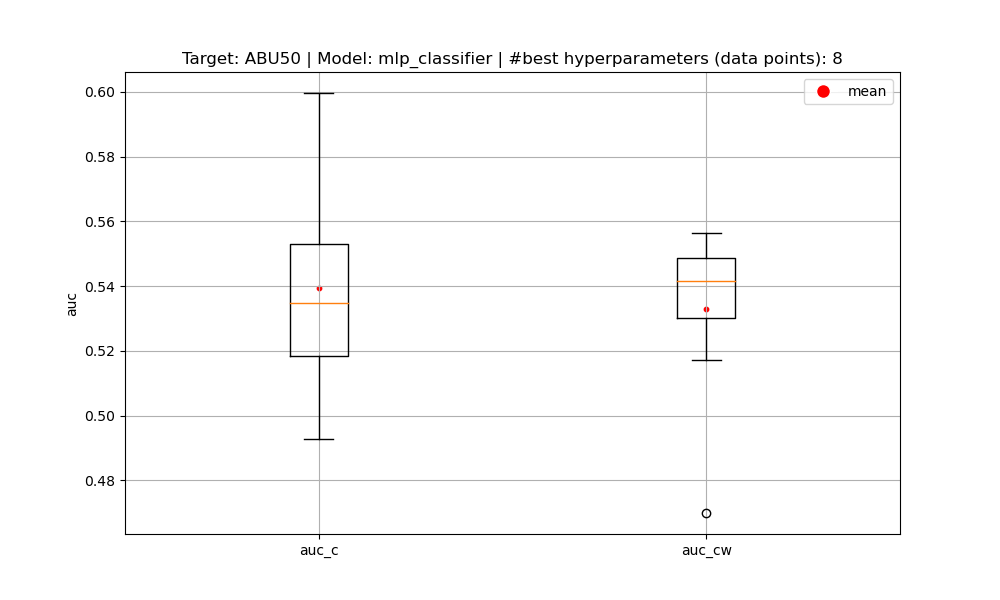 Target: ABU50 | Model: mlp_classifier | #best hyperparameters (data points): 8
mean
0.60
0.58
0.56
0.54
0.52
0.50
0.48
auc
auc_c
auc_cw